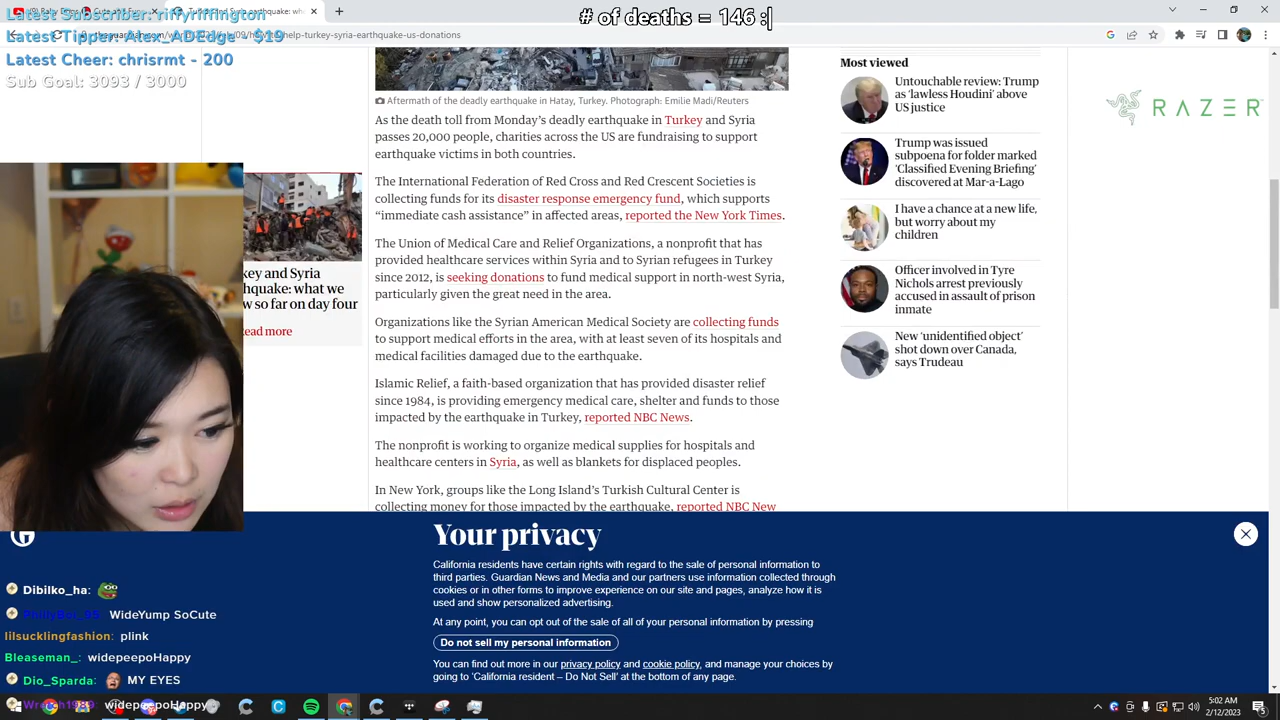 Latest Subscriber: riffyriffington
# of deaths = 146 :|
Latest Tipper: Alex_ADEdge - $19
Latest Cheer: chrisrmt - 200
Sub Goal: 3093 / 3000
Aftermath of the deadly earthquake in Hatay, Turkey. Photograph: Emilie Madi/Reuters
As the death toll from Monday’s deadly earthquake in Turkey and Syria
passes 20,000 people, charities across the US are fundraising to support
earthquake victims in both countries.
The International Federation of Red Cross and Red Crescent Societies is
collecting funds for its disaster response emergency fund, which supports
“immediate cash assistance” in affected areas, reported the New York Times.
The Union of Medical Care and Relief Organizations, a nonprofit that has
provided healthcare services within Syria and to Syrian refugees in Turkey
since 2012, is seeking donations to fund medical support in north-west Syria,
particularly given the great need in the area.
Organizations like the Syrian American Medical Society are collecting funds
to support medical efforts in the area, with at least seven of its hospitals and
medical facilities damaged due to the earthquake.
Islamic Relief, a faith-based organization that has provided disaster relief
since 1984, is providing emergency medical care, shelter and funds to those
impacted by the earthquake in Turkey, reported NBC News.
The nonprofit is working to organize medical supplies for hospitals and
healthcare centers in Syria, as well as blankets for displaced peoples.
In New York, groups like the Long Island’s Turkish Cultural Center is
collecting money for those impacted by the earthquake, reported NBC New
key and Syria
hquake: what we
w so far on day four
ead more
Most viewed
Untouchable review: Trump
as ‘lawless Houdini’ above
US justice
Trump was issued
subpoena for folder marked
‘Classified Evening Briefing’
discovered at Mar-a-Lago
I have a chance at a new life,
but worry about my
children
Officer involved in Tyre
Nichols arrest previously
accused in assault of prison
inmate
New ‘unidentified object’
shot down over Canada,
says Trudeau
RAZER
Your privacy
California residents have certain rights with regard to the sale of personal information to
third parties. Guardian News and Media and our partners use information collected through
cookies or in other forms to improve experience on our site and pages, analyze how it is
used and show personalized advertising.
At any point, you can opt out of the sale of all of your personal information by pressing
Do not sell my personal information
You can find out more in our privacy policy and cookie policy, and manage your choices by
going to ‘California resident – Do Not Sell’ at the bottom of any page.
Dibilko_ha:
WideYump SoCute
lilsucklingfashion: plink
Bleaseman_: widepeepoHappy
Dio_Sparda: MY EYES
widepeepoHappy
5:02 AM
2/12/2023